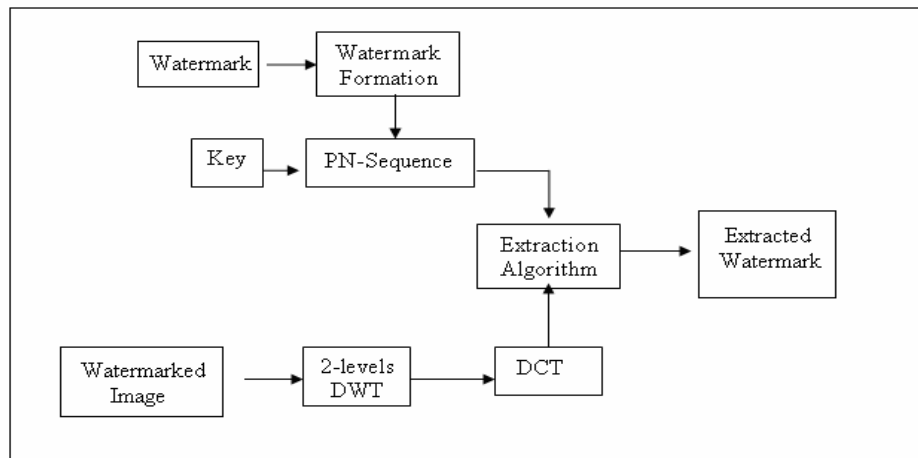 Watermark
Watermark
Formation
Key
PN-Sequence
Extraction
Algorithm
Extracted
Watermark
Watermarked
Image
2-levels
DWT
DCT